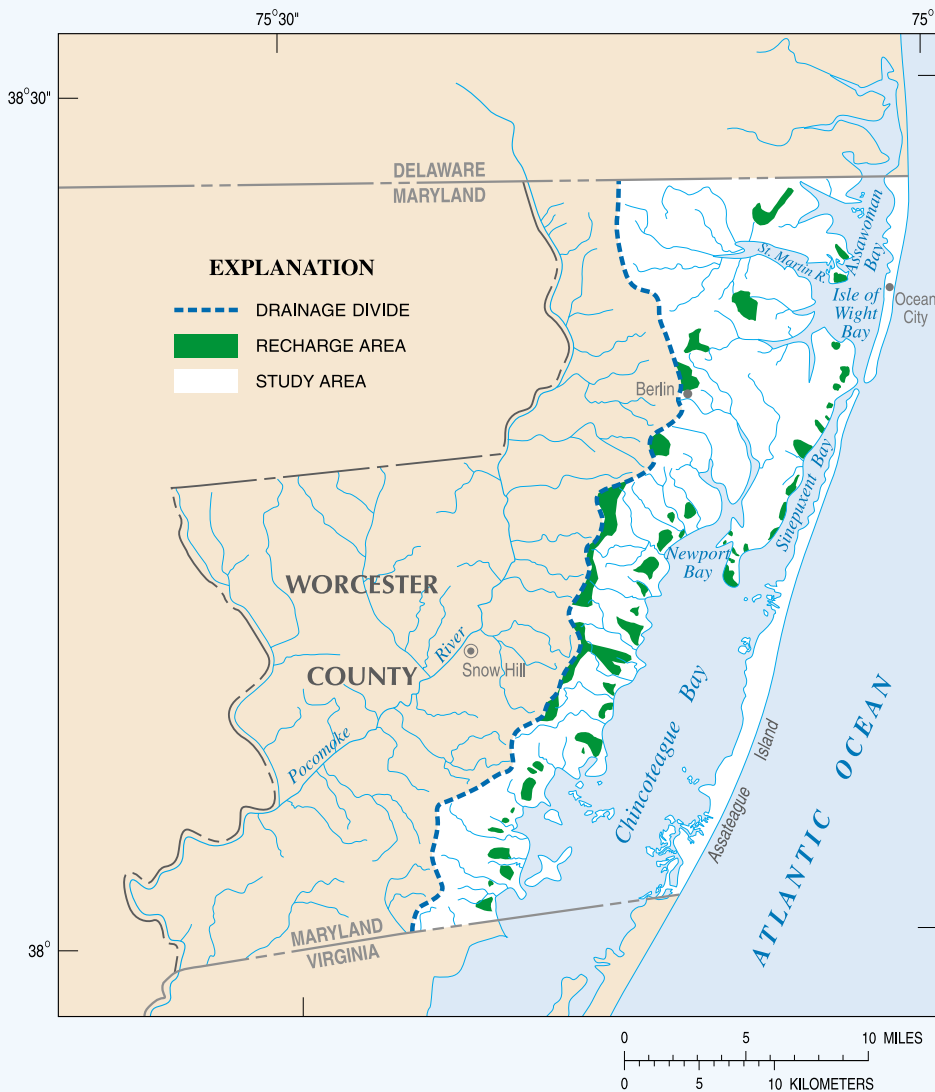 75°30"
75°
38°30"
DELAWARE
MARYLAND
EXPLANATION
DRAINAGE DIVIDE
RECHARGE AREA
STUDY AREA
St. Martin R.
Assawoman
Bay
Isle of
Wight
Bay
Ocean
City
Berlin
Sinepuxent Bay
Newport
Bay
WORCESTER
COUNTY
River
Snow Hill
Pocomoke
Chincoteague Bay
Assateague Island
ATLANTIC OCEAN
38°
MARYLAND
VIRGINIA
0 5 10 MILES
0 5 10 KILOMETERS